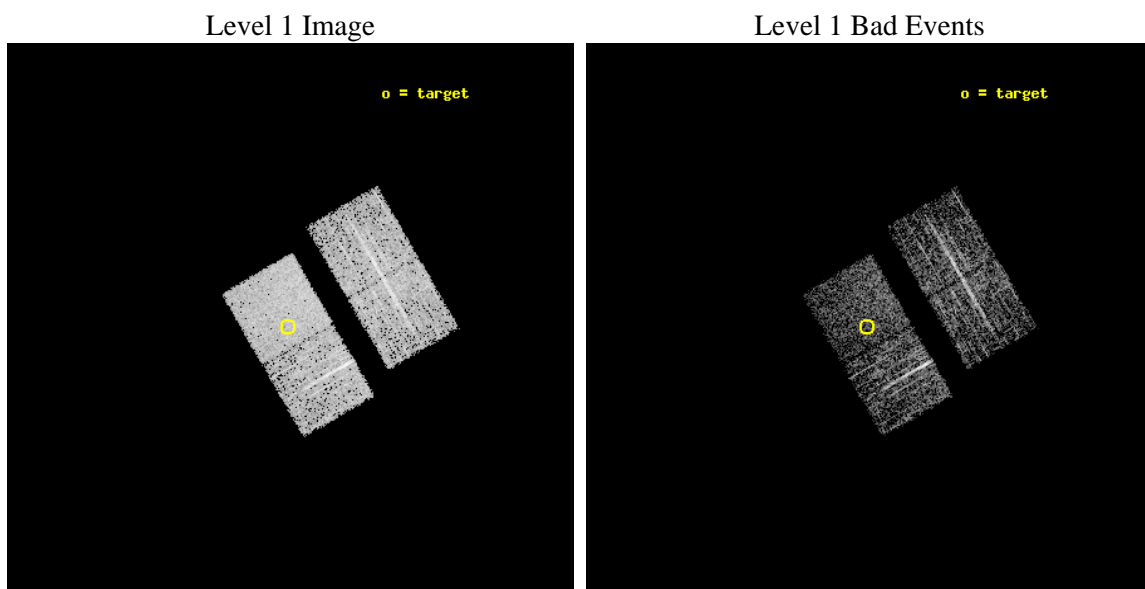 Level 1 Image
Level 1 Bad Events
o = target
o = target